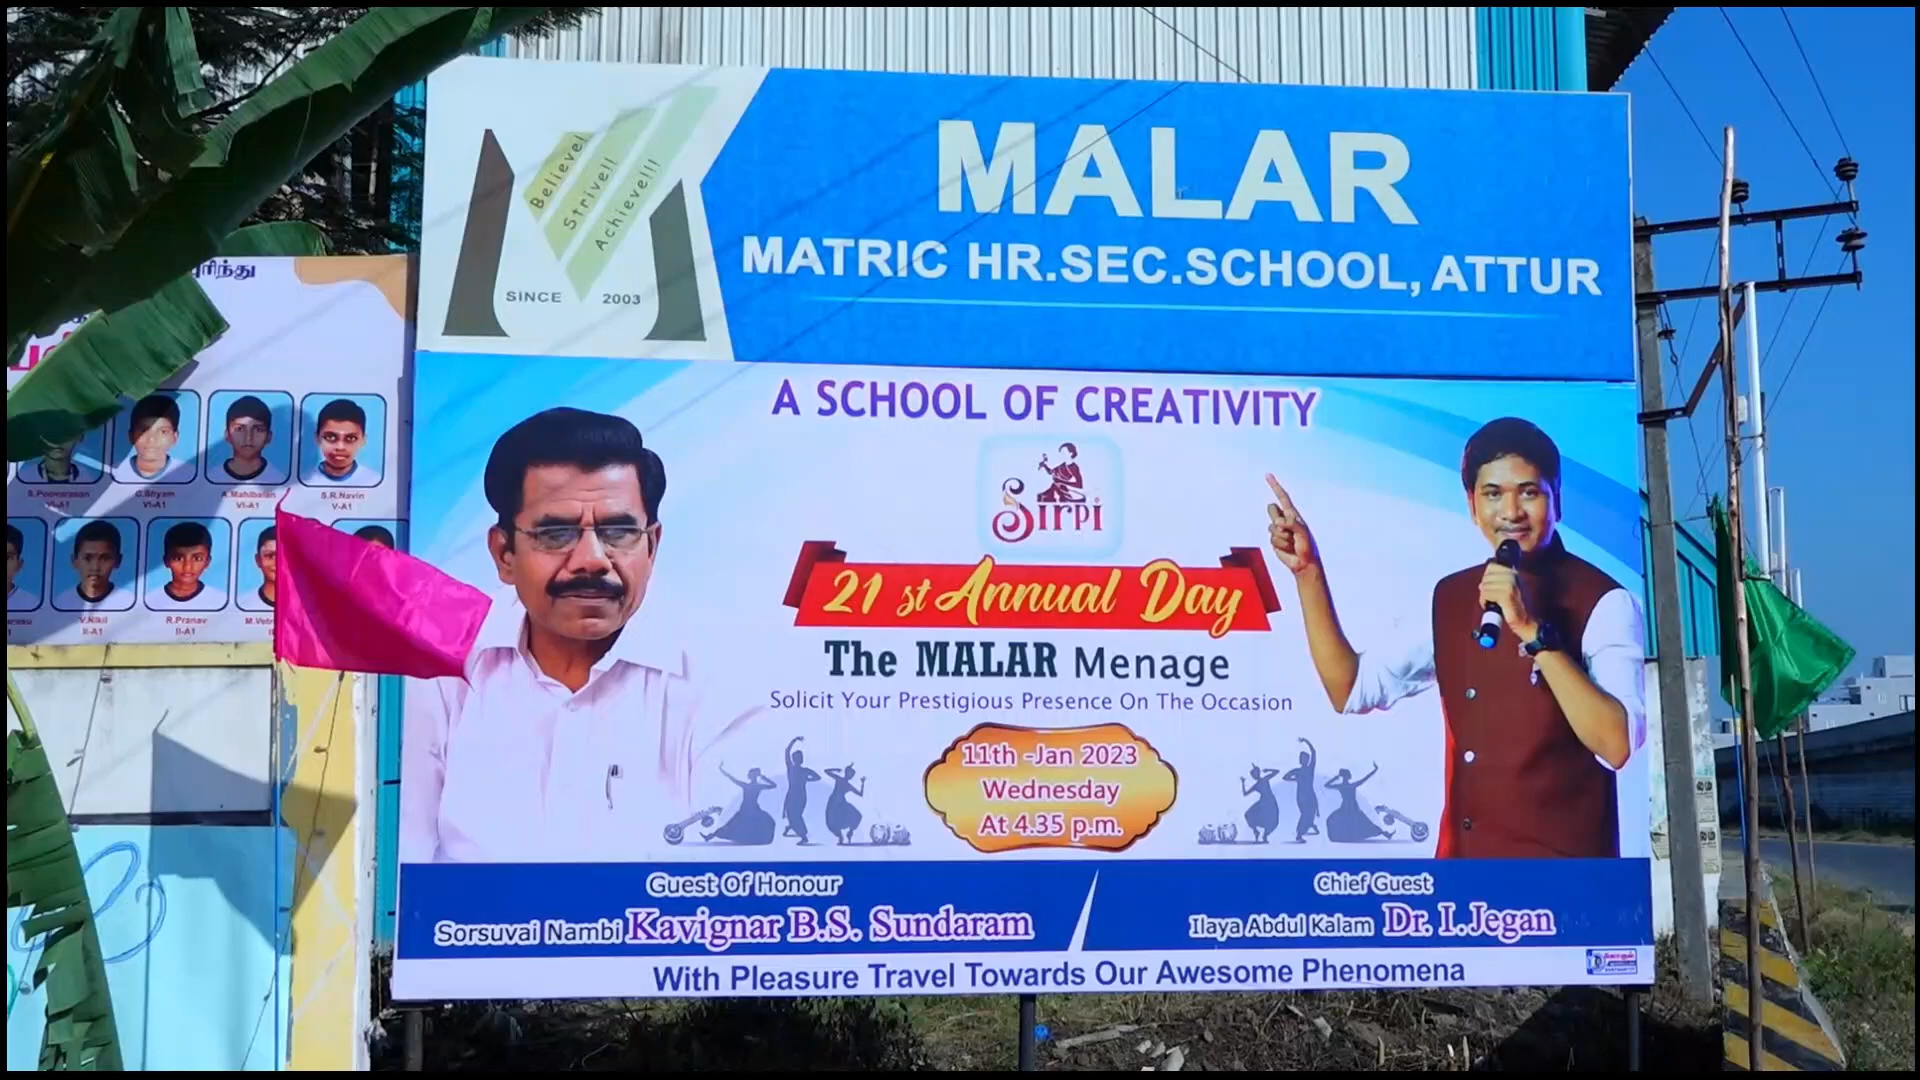 Believe!
Strive!!
Achieve!!!
SINCE 2003
MALAR
MATRIC HR.SEC.SCHOOL, ATTUR
A SCHOOL OF CREATIVITY
Sirpi
21 st Annual Day
The MALAR Menage
Solicit Your Prestigious Presence On The Occasion
11th -Jan 2023
Wednesday
At 4.35 p.m.
Guest Of Honour
Sorsuvai Nambi Kavignar B.S. Sundaram
Chief Guest
Ilaya Abdul Kalam Dr. I. Jegan
With Pleasure Travel Towards Our Awesome Phenomena
S.Poovarasan
VI-A1
G.Shyam
VI-A1
A.Mahibalan
VI-A1
S.R.Navin
V-A1
V.Nikil
II-A1
R.Pranav
II-A1